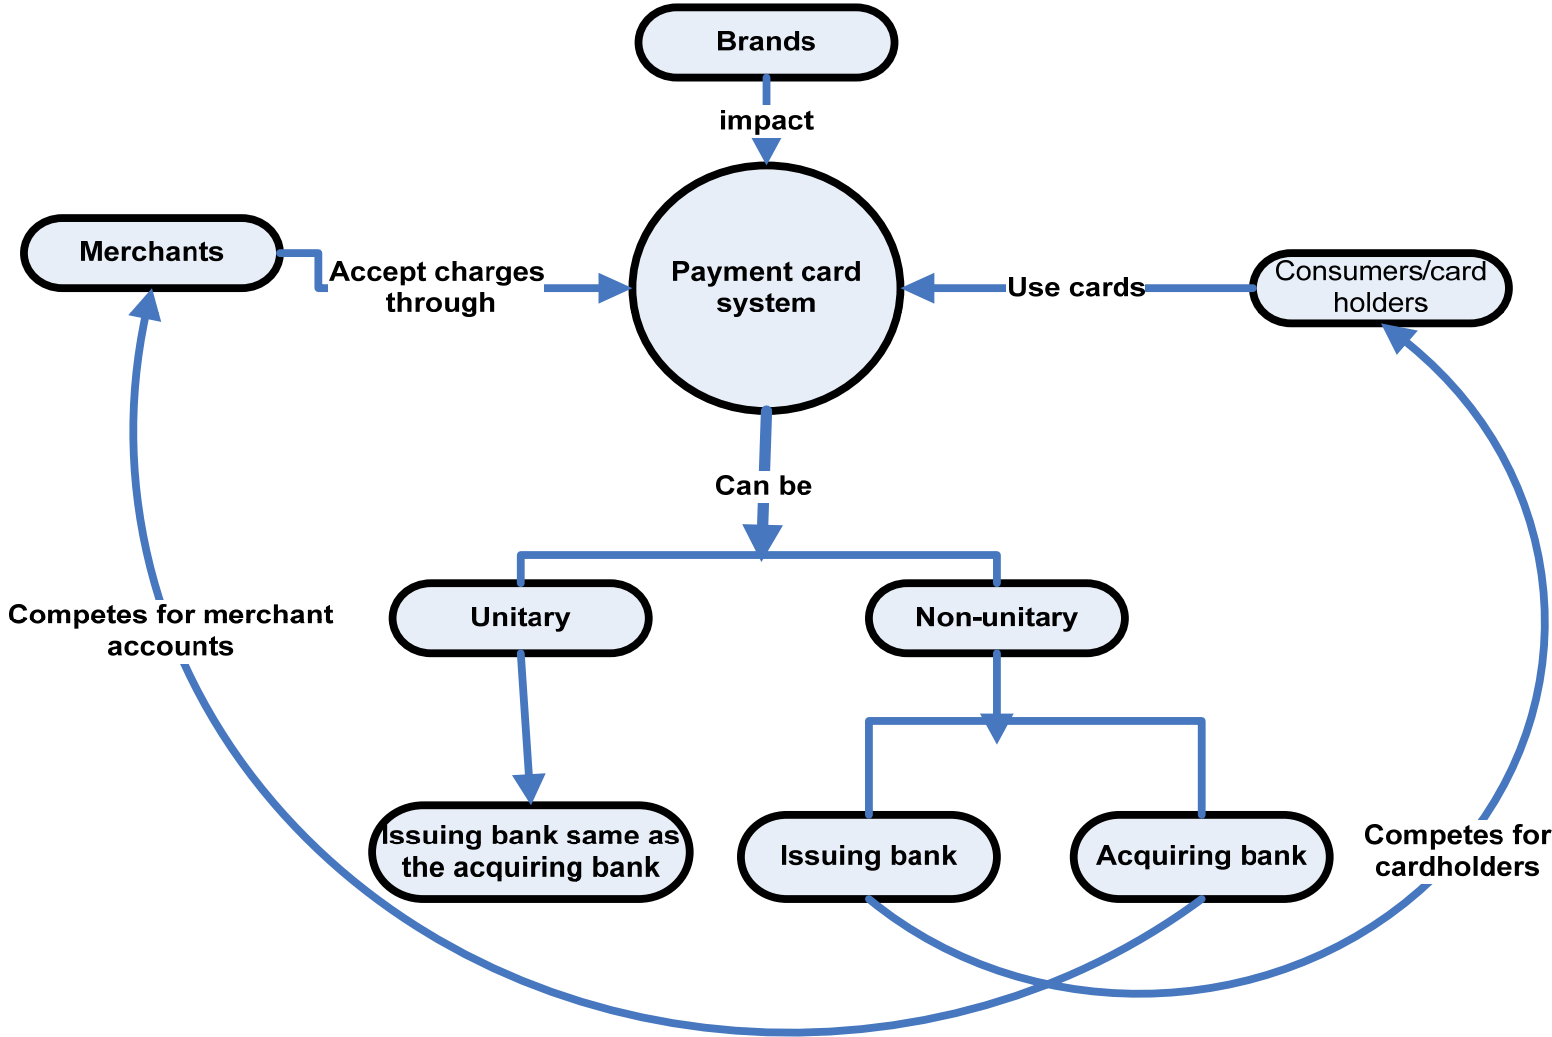 Brands
impact
Merchants
Accept charges
through
Payment card
system
Use cards
Consumers/card
holders
Can be
Unitary
Non-unitary
Competes for merchant
accounts
Issuing bank same as
the acquiring bank
Issuing bank
Acquiring bank
Competes for
cardholders